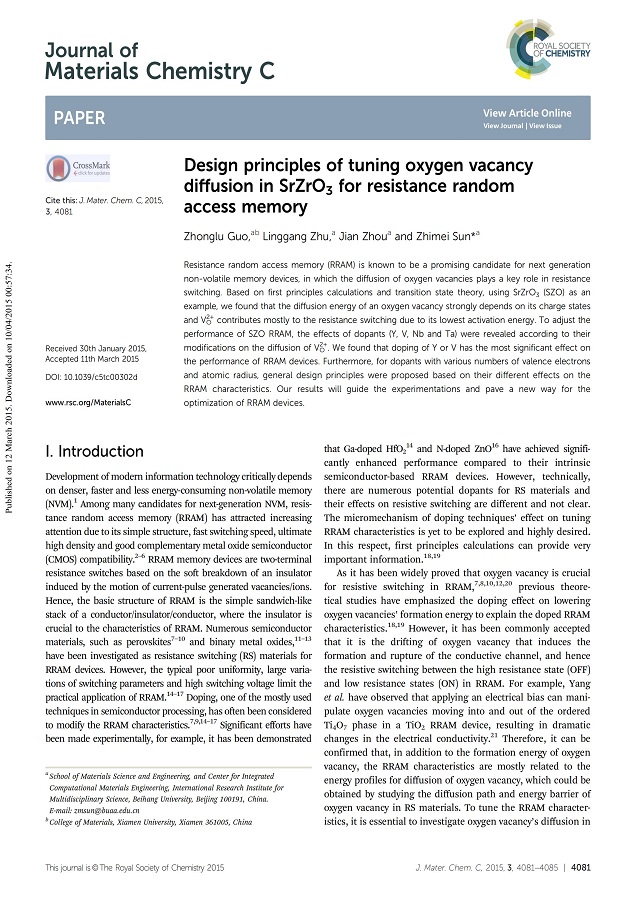 Journal of
Materials Chemistry C
ROYAL SOCIETY
OF CHEMISTRY
PAPER
View Article Online
View Journal | View Issue
CrossMark
click for updates
Cite this: J. Mater. Chem. C, 2015,
3, 4081
Received 30th January 2015,
Accepted 11th March 2015
DOI: 10.1039/c5tc00302d
www.rsc.org/MaterialsC
Design principles of tuning oxygen vacancy
diffusion in SrZrO₃ for resistance random
access memory
Zhonglu Guo,ᵃᵇ Linggang Zhu,ᵃ Jian Zhouᵃ and Zhimei Sun*ᵃ
Resistance random access memory (RRAM) is known to be a promising candidate for next generation
non-volatile memory devices, in which the diffusion of oxygen vacancies plays a key role in resistance
switching. Based on first principles calculations and transition state theory, using SrZrO₃ (SZO) as an
example, we found that the diffusion energy of an oxygen vacancy strongly depends on its charge states
and V_O²⁺ contributes mostly to the resistance switching due to its lowest activation energy. To adjust the
performance of SZO RRAM, the effects of dopants (Y, V, Nb and Ta) were revealed according to their
modifications on the diffusion of V_O²⁺. We found that doping of Y or V has the most significant effect on
the performance of RRAM devices. Furthermore, for dopants with various numbers of valence electrons
and atomic radius, general design principles were proposed based on their different effects on the
RRAM characteristics. Our results will guide the experimentations and pave a new way for the
optimization of RRAM devices.
I. Introduction
Development of modern information technology critically depends
on denser, faster and less energy-consuming non-volatile memory
(NVM).¹ Among many candidates for next-generation NVM, resis-
tance random access memory (RRAM) has attracted increasing
attention due to its simple structure, fast switching speed, ultimate
high density and good complementary metal oxide semiconductor
(CMOS) compatibility.²⁻⁶ RRAM memory devices are two-terminal
resistance switches based on the soft breakdown of an insulator
induced by the motion of current-pulse generated vacancies/ions.
Hence, the basic structure of RRAM is the simple sandwich-like
stack of a conductor/insulator/conductor, where the insulator is
crucial to the characteristics of RRAM. Numerous semiconductor
materials, such as perovskites⁷⁻¹⁰ and binary metal oxides,¹¹⁻¹³
have been investigated as resistance switching (RS) materials for
RRAM devices. However, the typical poor uniformity, large varia-
tions of switching parameters and high switching voltage limit the
practical application of RRAM.¹⁴⁻¹⁷ Doping, one of the mostly used
techniques in semiconductor processing, has often been considered
to modify the RRAM characteristics.⁷,⁹,¹⁴⁻¹⁷ Significant efforts have
been made experimentally, for example, it has been demonstrated
that Ga-doped HfO₂¹⁴ and N-doped ZnO¹⁶ have achieved signifi-
cantly enhanced performance compared to their intrinsic
semiconductor-based RRAM devices. However, technically,
there are numerous potential dopants for RS materials and
their effects on resistive switching are different and not clear.
The micromechanism of doping techniques' effect on tuning
RRAM characteristics is yet to be explored and highly desired.
In this respect, first principles calculations can provide very
important information.¹⁸,¹⁹
As it has been widely proved that oxygen vacancy is crucial
for resistive switching in RRAM,⁷,⁸,¹⁰,¹²,²⁰ previous theore-
tical studies have emphasized the doping effect on lowering
oxygen vacancies' formation energy to explain the doped RRAM
characteristics.¹⁸,¹⁹ However, it has been commonly accepted
that it is the drifting of oxygen vacancy that induces the
formation and rupture of the conductive channel, and hence
the resistive switching between the high resistance state (OFF)
and low resistance states (ON) in RRAM. For example, Yang
et al. have observed that applying an electrical bias can mani-
pulate oxygen vacancies moving into and out of the ordered
Ti₄O₇ phase in a TiO₂ RRAM device, resulting in dramatic
changes in the electrical conductivity.²¹ Therefore, it can be
confirmed that, in addition to the formation energy of oxygen
vacancy, the RRAM characteristics are mostly related to the
energy profiles for diffusion of oxygen vacancy, which could be
obtained by studying the diffusion path and energy barrier of
oxygen vacancy in RS materials. To tune the RRAM character-
istics, it is essential to investigate oxygen vacancy's diffusion in
ᵃ School of Materials Science and Engineering, and Center for Integrated
Computational Materials Engineering, International Research Institute for
Multidisciplinary Science, Beihang University, Beijing 100191, China.
E-mail: zmsun@buaa.edu.cn
ᵇ College of Materials, Xiamen University, Xiamen 361005, China
This journal is © The Royal Society of Chemistry 2015
J. Mater. Chem. C, 2015, 3, 4081–4085 | 4081
Published on 12 March 2015. Downloaded on 10/04/2015 00:57:34.